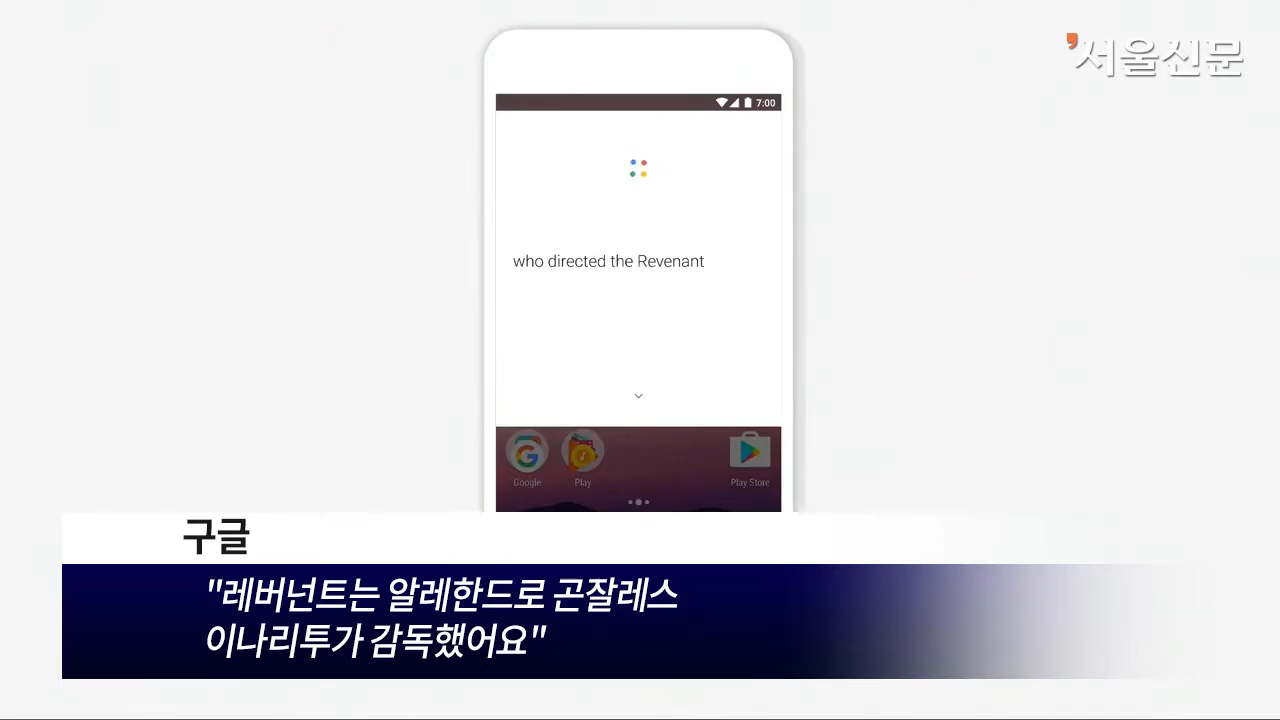 서울신문
7:00
who directed the Revenant
Google
Play
Play Store
구글
"레버넌트는 알레한드로 곤잘레스
이냐리투가 감독했어요"